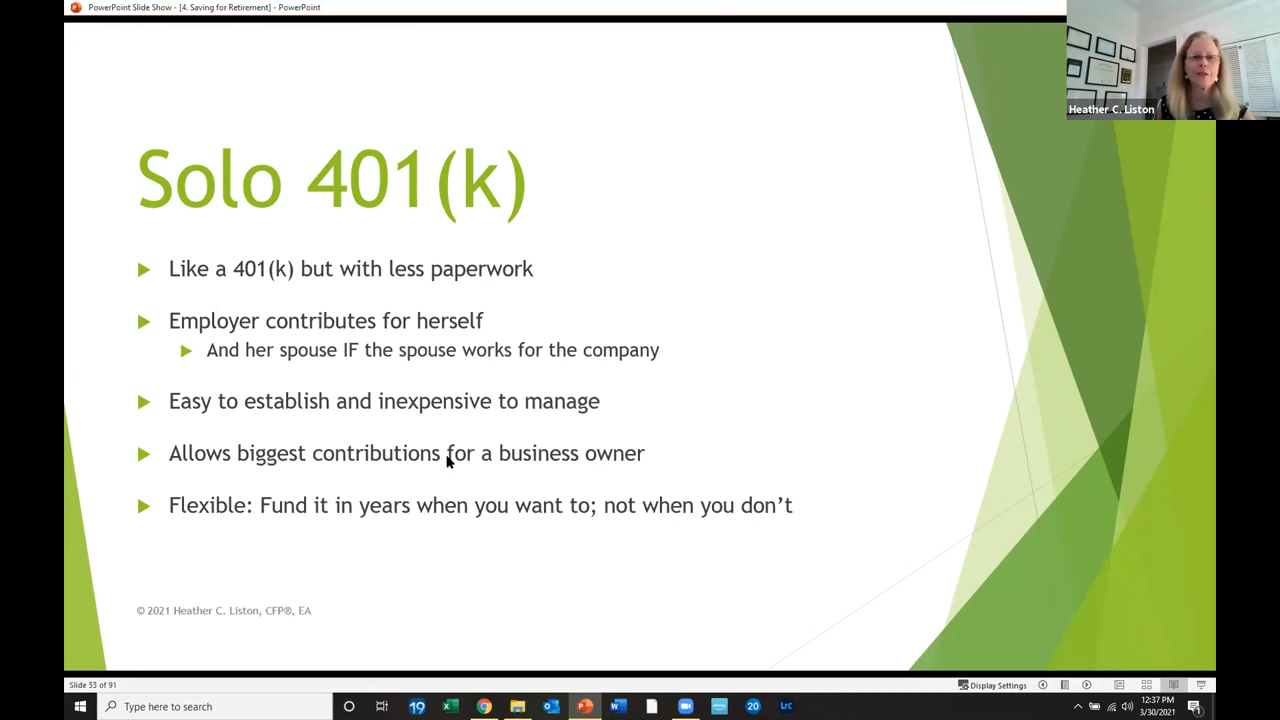 PowerPoint Slide Show - [4. Saving for Retirement] - PowerPoint
Heather C. Liston
Solo 401(k)
Like a 401(k) but with less paperwork
Employer contributes for herself
And her spouse IF the spouse works for the company
Easy to establish and inexpensive to manage
Allows biggest contributions for a business owner
Flexible: Fund it in years when you want to; not when you don’t
© 2021 Heather C. Liston, CFP®, EA
Slide 53 of 91
Display Settings
Type here to search
19
20
Lrc
12:37 PM
3/30/2021
1